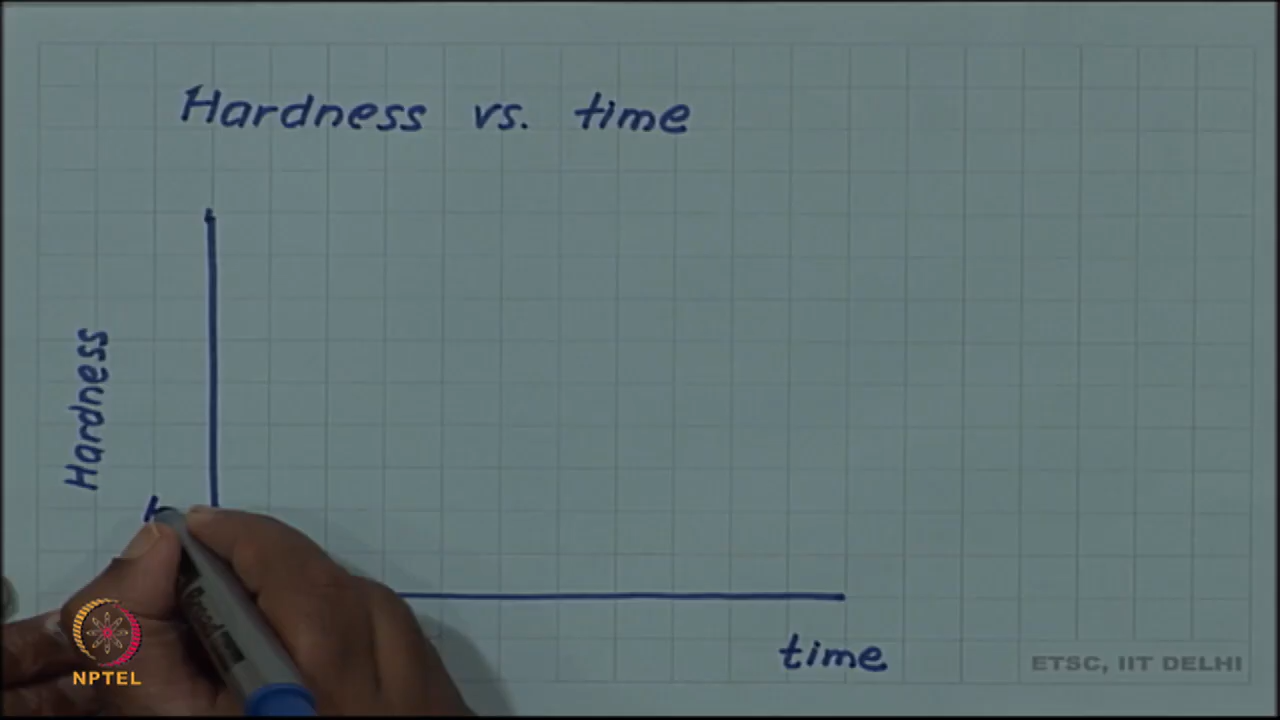 Hardness vs. time
Hardness
time
NPTEL
ETSC, IIT DELHI